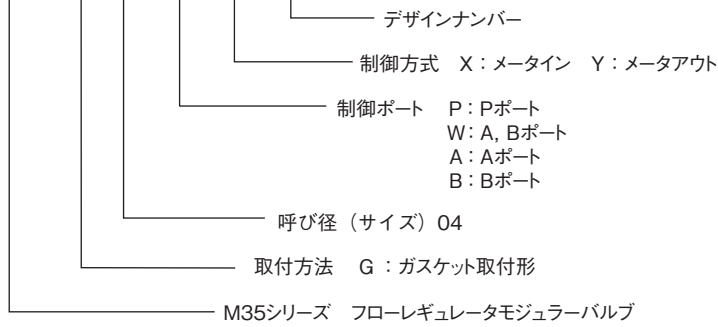 デザインナンバー
制御方式　X：メータイン　Y：メータアウト
制御ポート　P：Pポート
W：A, Bポート
A：Aポート
B：Bポート
呼び径（サイズ）04
取付方法　G：ガスケット取付形
M35シリーズ　フローレギュレータモジュラーバルブ